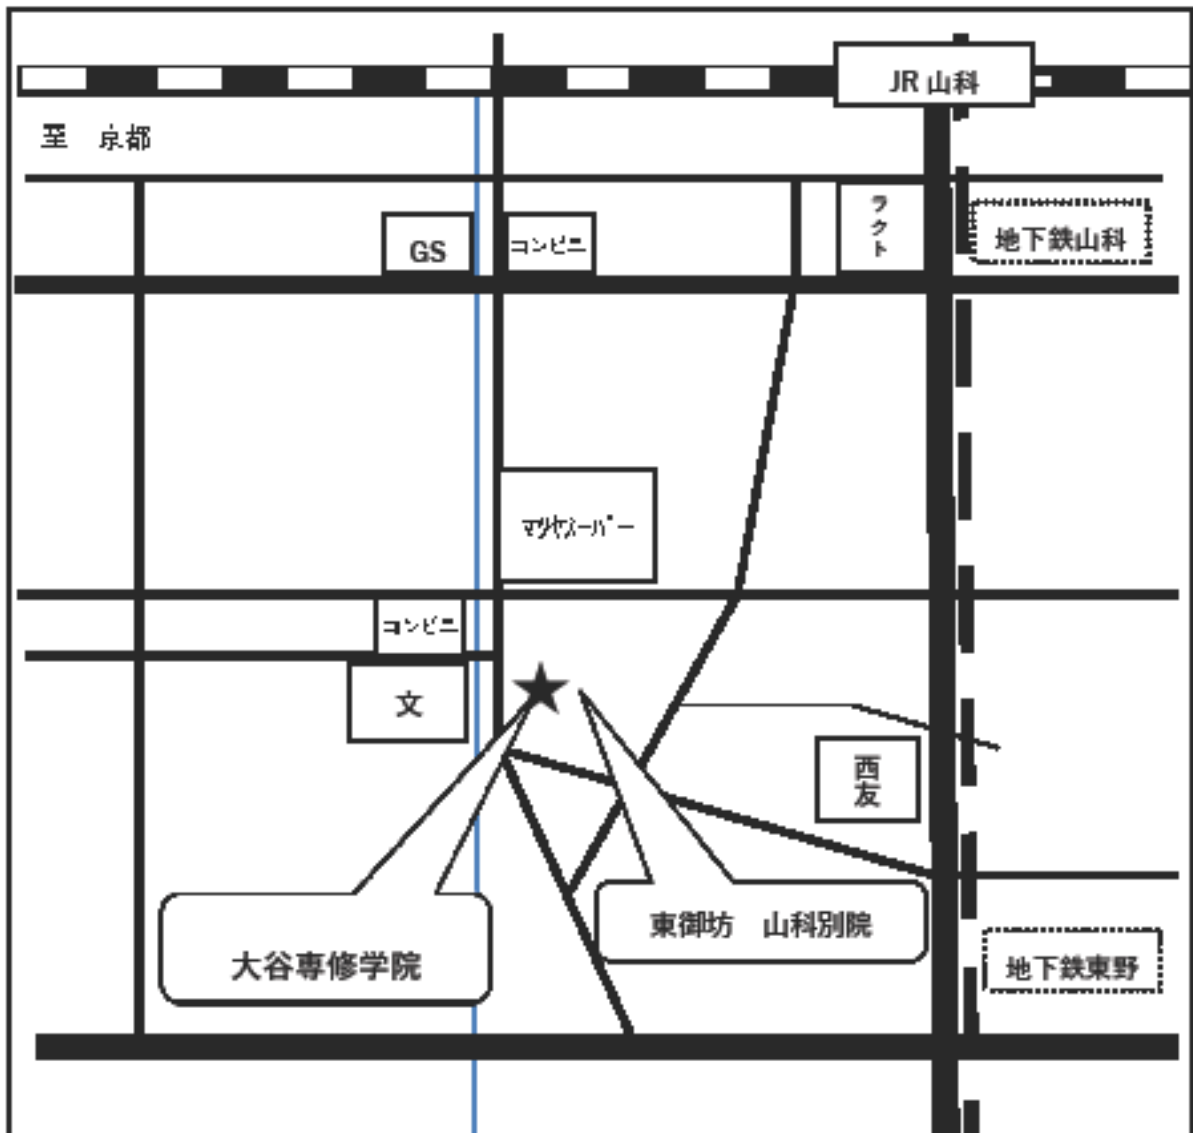 JR 山科
至　京都
ラクト
地下鉄山科
GS
コンビニ
マツヤスーパー
コンビニ
文
西友
東御坊　山科別院
大谷専修学院
地下鉄東野